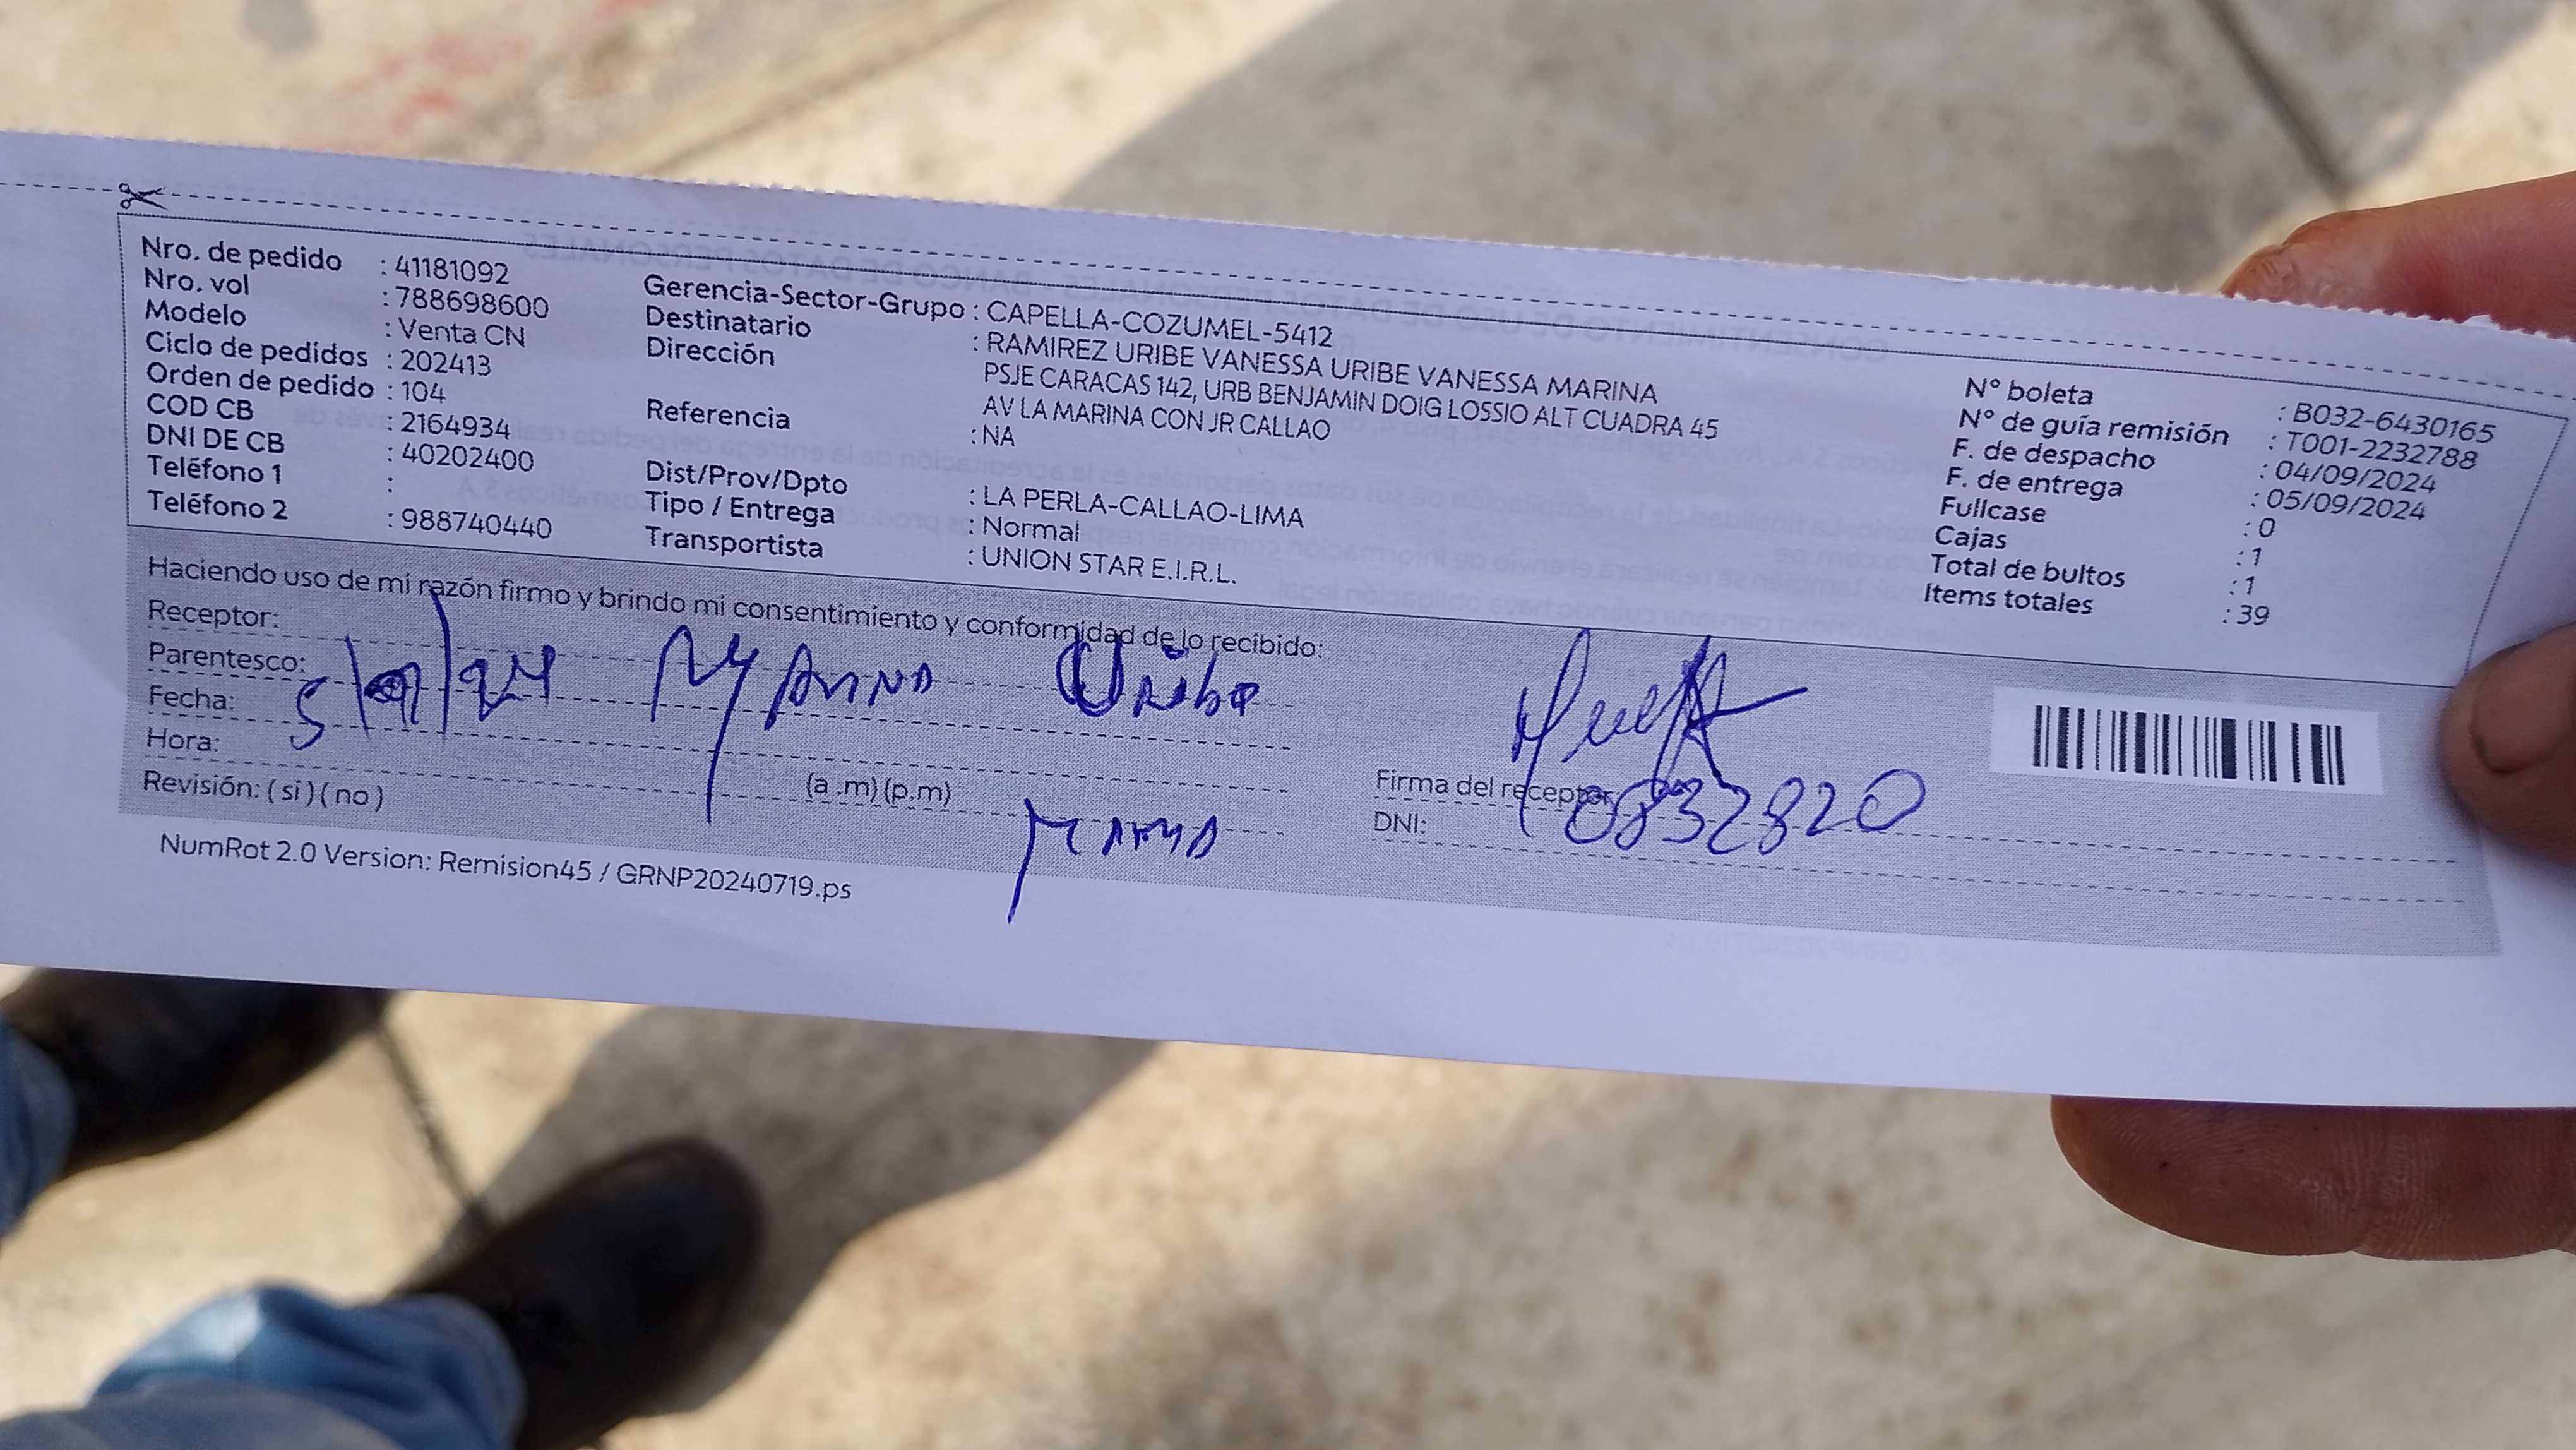 Nro. de pedido : 41181092
Nro. vol : 788698600
Modelo : Venta CN
Ciclo de pedidos : 202413
Orden de pedido : 104
COD CB : 2164934
DNI DE CB : 40202400
Teléfono 1 :
Teléfono 2 : 988740440
Gerencia-Sector-Grupo : CAPELLA-COZUMEL-5412
Destinatario : RAMIREZ URIBE VANESSA URIBE VANESSA MARINA
Dirección PSJE CARACAS 142, URB BENJAMIN DOIG LOSSIO ALT CUADRA 45
AV LA MARINA CON JR CALLAO
Referencia : NA
Dist/Prov/Dpto : LA PERLA-CALLAO-LIMA
Tipo / Entrega : Normal
Transportista : UNION STAR E.I.R.L.
N° boleta : B032-6430165
N° de guía remisión : T001-2232788
F. de despacho : 04/09/2024
F. de entrega : 05/09/2024
Fullcase : 0
Cajas : 1
Total de bultos : 1
Items totales : 39
Haciendo uso de mi razón firmo y brindo mi consentimiento y conformidad de lo recibido:
Receptor:
Parentesco:
Fecha:
Uribe
Hora: (a .m) (p.m)
Revisión: ( si ) ( no )
Firma del receptor
DNI: 0832820
NumRot 2.0 Version: Remision45 / GRNP20240719.ps